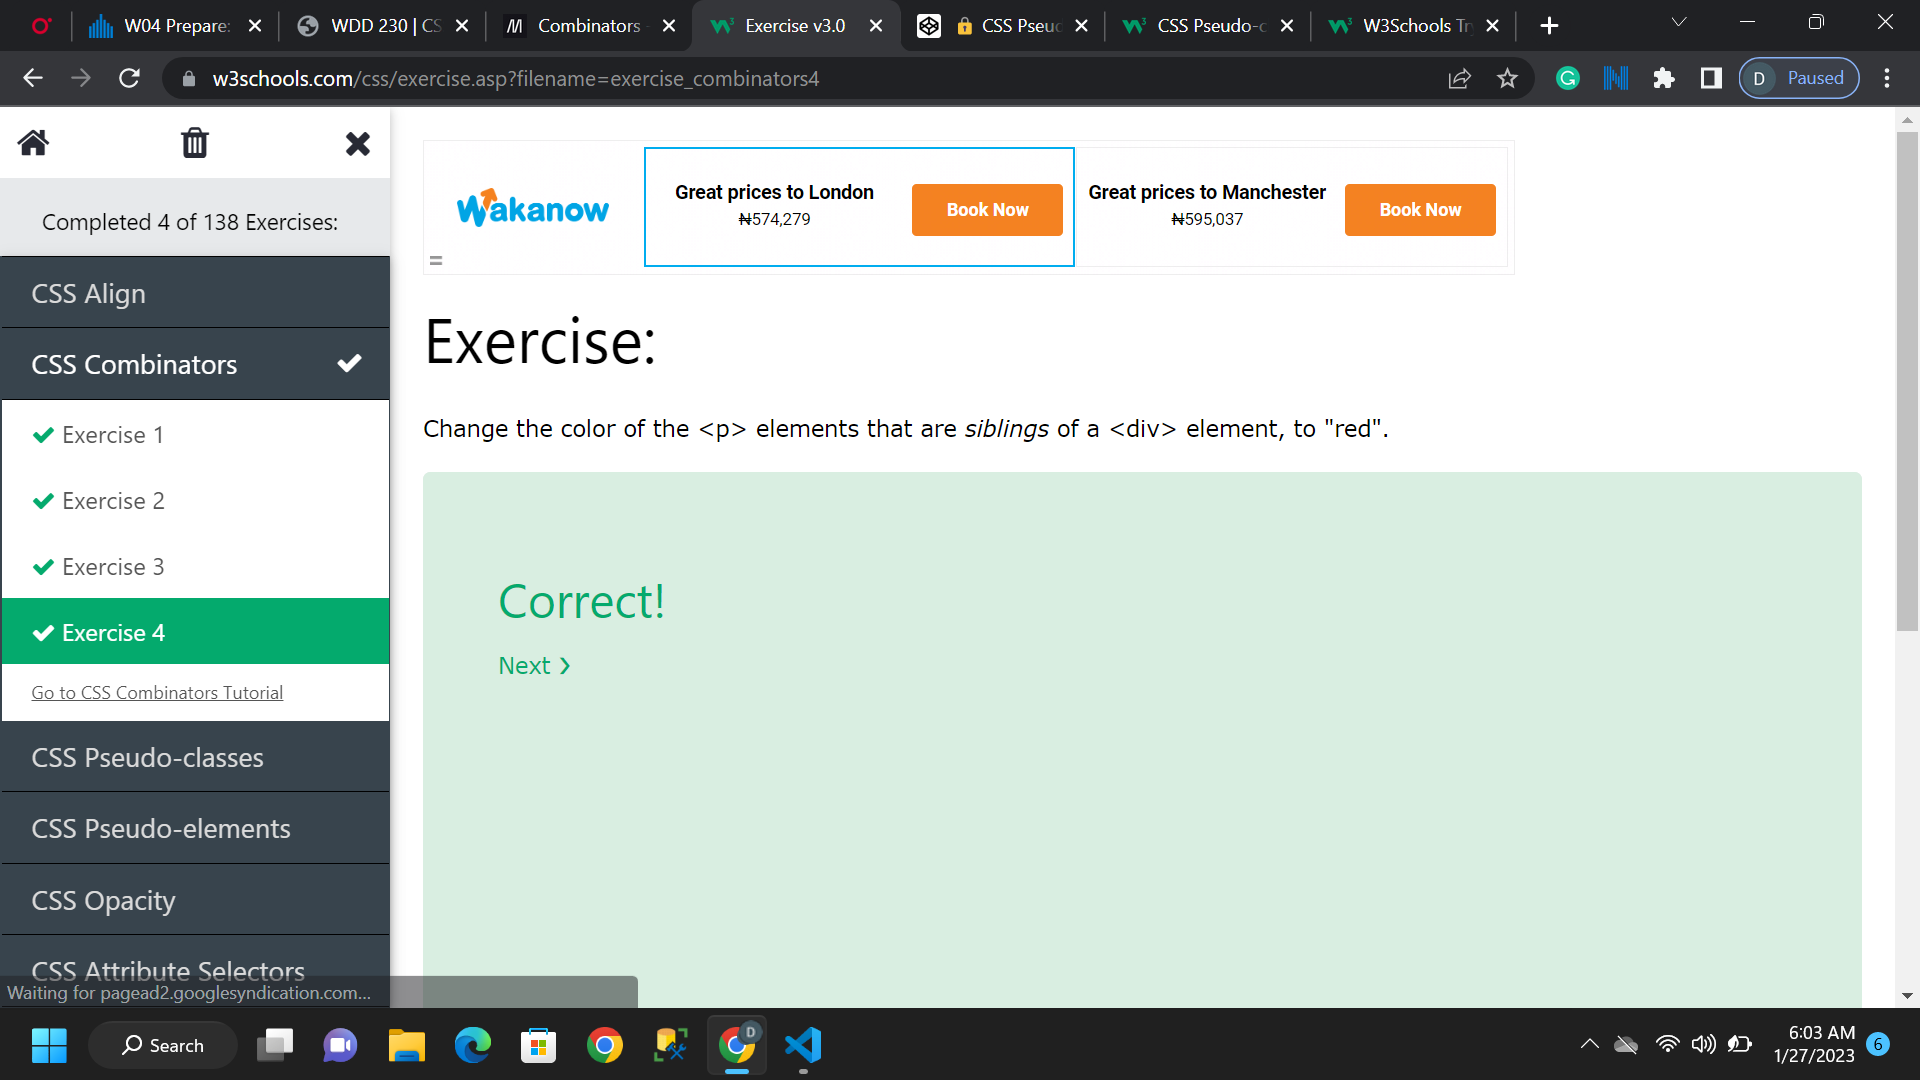 W04 Prepare:
WDD 230 | CS
Combinators -
Exercise v3.0
CSS Pseud
CSS Pseudo-c
W3Schools Tr
w3schools.com/css/exercise.asp?filename=exercise_combinators4
D Paused
Completed 4 of 138 Exercises:
CSS Align
CSS Combinators
Exercise 1
Exercise 2
Exercise 3
Exercise 4
Go to CSS Combinators Tutorial
CSS Pseudo-classes
CSS Pseudo-elements
CSS Opacity
CSS Attribute Selectors
Waiting for pagead2.googlesyndication.com...
Wakanow
Great prices to London
₦574,279
Book Now
Great prices to Manchester
₦595,037
Book Now
Exercise:
Change the color of the <p> elements that are siblings of a <div> element, to "red".
Correct!
Next ❯
Search
D
6:03 AM
1/27/2023
6